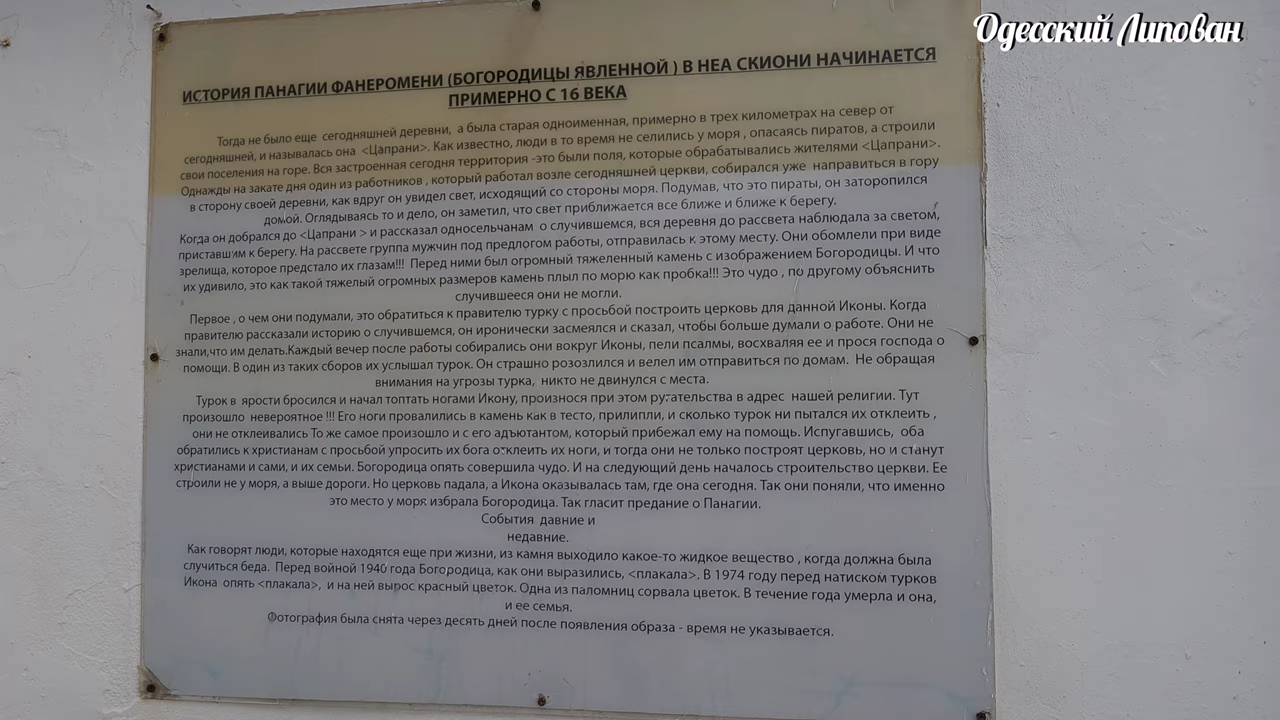 Одесский Липован
ИСТОРИЯ ПАНАГИИ ФАНЕРОМЕНИ (БОГОРОДИЦЫ ЯВЛЕННОЙ ) В НЕА СКИОНИ НАЧИНАЕТСЯ
ПРИМЕРНО С 16 ВЕКА
Тогда не было еще сегодняшней деревни, а была старая одноименная, примерно в трех километрах на север от
сегодняшней, и называлась она <Цапрани>. Как известно, люди в то время не селились у моря , опасаясь пиратов, а строили
свои поселения на горе. Вся застроенная сегодня территория -это были поля, которые обрабатывались жителями <Цапрани>.
Однажды на закате дня один из работников , который работал возле сегодняшней церкви, собирался уже направиться в гору
в сторону своей деревни, как вдруг он увидел свет, исходящий со стороны моря. Подумав, что это пираты, он заторопился
домой. Оглядываясь то и дело, он заметил, что свет приближается все ближе и ближе к берегу.
Когда он добрался до <Цапрани > и рассказал односельчанам о случившемся, вся деревня до рассвета наблюдала за светом,
приставшим к берегу. На рассвете группа мужчин под предлогом работы, отправилась к этому месту. Они обомлели при виде
зрелища, которое предстало их глазам!!! Перед ними был огромный тяжеленный камень с изображением Богородицы. И что
их удивило, это как такой тяжелый огромных размеров камень плыл по морю как пробка!!! Это чудо , по другому объяснить
случившееся они не могли.
Первое , о чем они подумали, это обратиться к правителю турку с просьбой построить церковь для данной Иконы. Когда
правителю рассказали историю о случившемся, он иронически засмеялся и сказал, чтобы больше думали о работе. Они не
знали,что им делать.Каждый вечер после работы собирались они вокруг Иконы, пели псалмы, восхваляя ее и прося господа о
помощи. В один из таких сборов их услышал турок. Он страшно розозлился и велел им отправиться по домам. Не обращая
внимания на угрозы турка, никто не двинулся с места.
Турок в ярости бросился и начал топтать ногами Икону, произнося при этом ругательства в адрес нашей религии. Тут
произошло невероятное !!! Его ноги провалились в камень как в тесто, прилипли, и сколько турок ни пытался их отклеить ,
они не отклеивались То же самое произошло и с его адъютантом, который прибежал ему на помощь. Испугавшись, оба
обратились к христианам с просьбой упросить их бога отклеить их ноги, и тогда они не только построят церковь, но и станут
христианами и сами, и их семьи. Богородица опять совершила чудо. И на следующий день началось строительство церкви. Ее
строили не у моря, а выше дороги. Но церковь падала, а Икона оказывалась там, где она сегодня. Так они поняли, что именно
это место у моря избрала Богородица. Так гласит предание о Панагии.
События давние и
недавние.
Как говорят люди, которые находятся еще при жизни, из камня выходило какое-то жидкое вещество , когда должна была
случиться беда. Перед войной 1940 года Богородица, как они выразились, <плакала>. В 1974 году перед натиском турков
Икона опять <плакала>, и на ней вырос красный цветок. Одна из паломниц сорвала цветок. В течение года умерла и она,
и ее семья.
Фотография была снята через десять дней после появления образа - время не указывается.